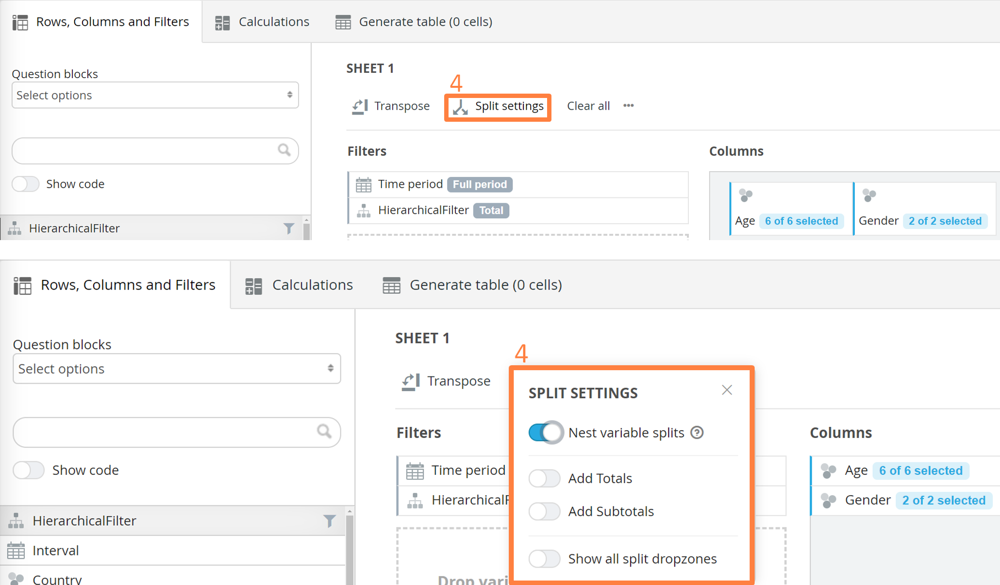 Rows, Columns and Filters
Calculations
Generate table (0 cells)
Question blocks
Select options
Show code
HierarchicalFilter
SHEET 1
4
Transpose
Split settings
Clear all
Filters
Time period Full period
HierarchicalFilter Total
Columns
Age 6 of 6 selected
Gender 2 of 2 selected
Rows, Columns and Filters
Calculations
Generate table (0 cells)
Question blocks
Select options
Show code
HierarchicalFilter
Interval
Country
SHEET 1
4
Transpose
SPLIT SETTINGS
Nest variable splits
Add Totals
Add Subtotals
Show all split dropzones
Filters
Time period
Hierarchical
Drop vari
Columns
Age 6 of 6 selected
Gender 2 of 2 selected